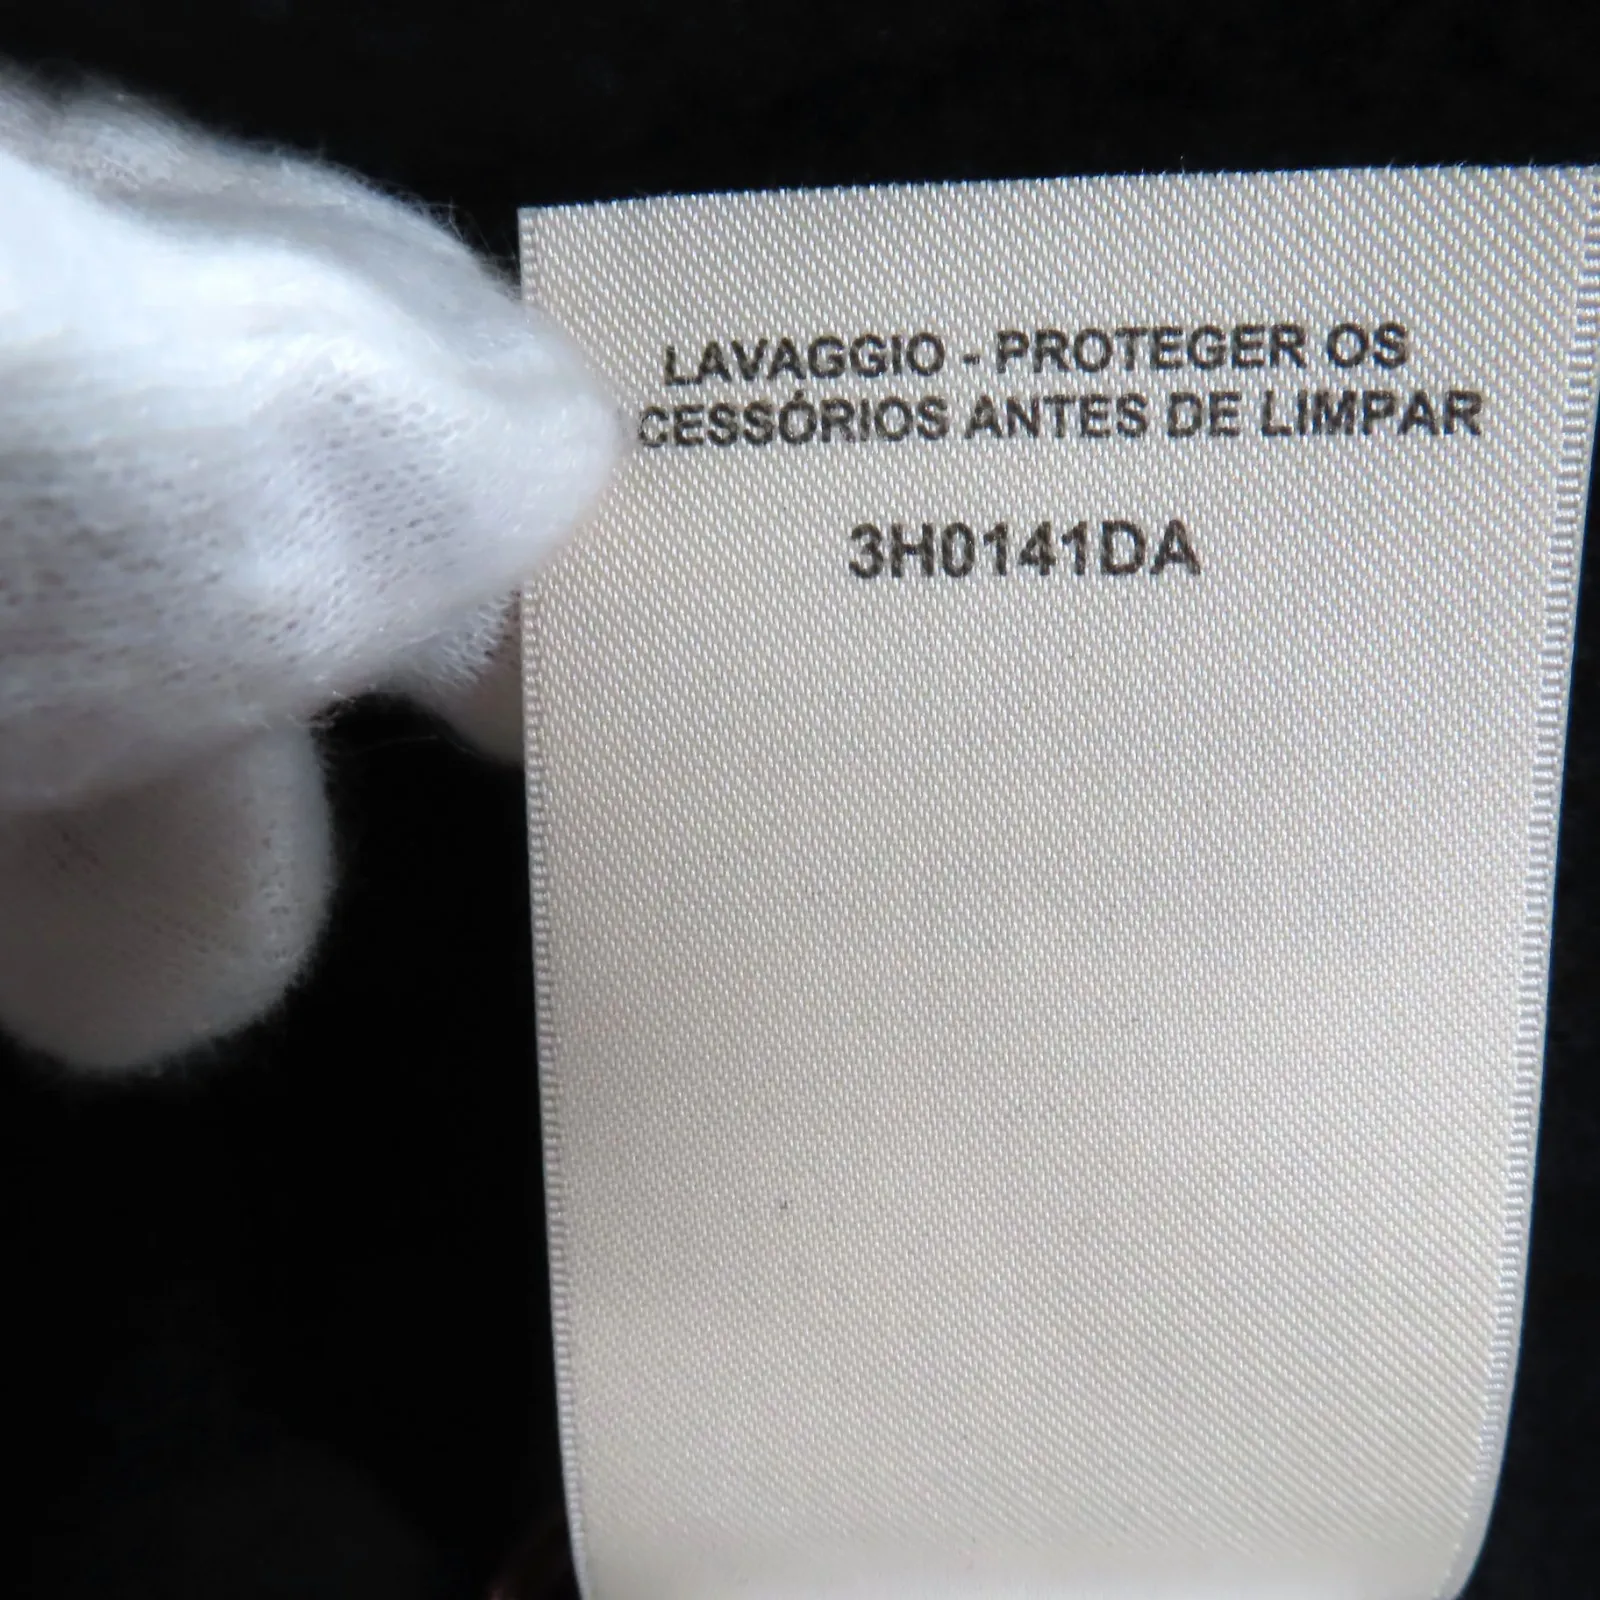 LAVAGGIO - PROTEGER OS
CESSÓRIOS ANTES DE LIMPAR
3H0141DA